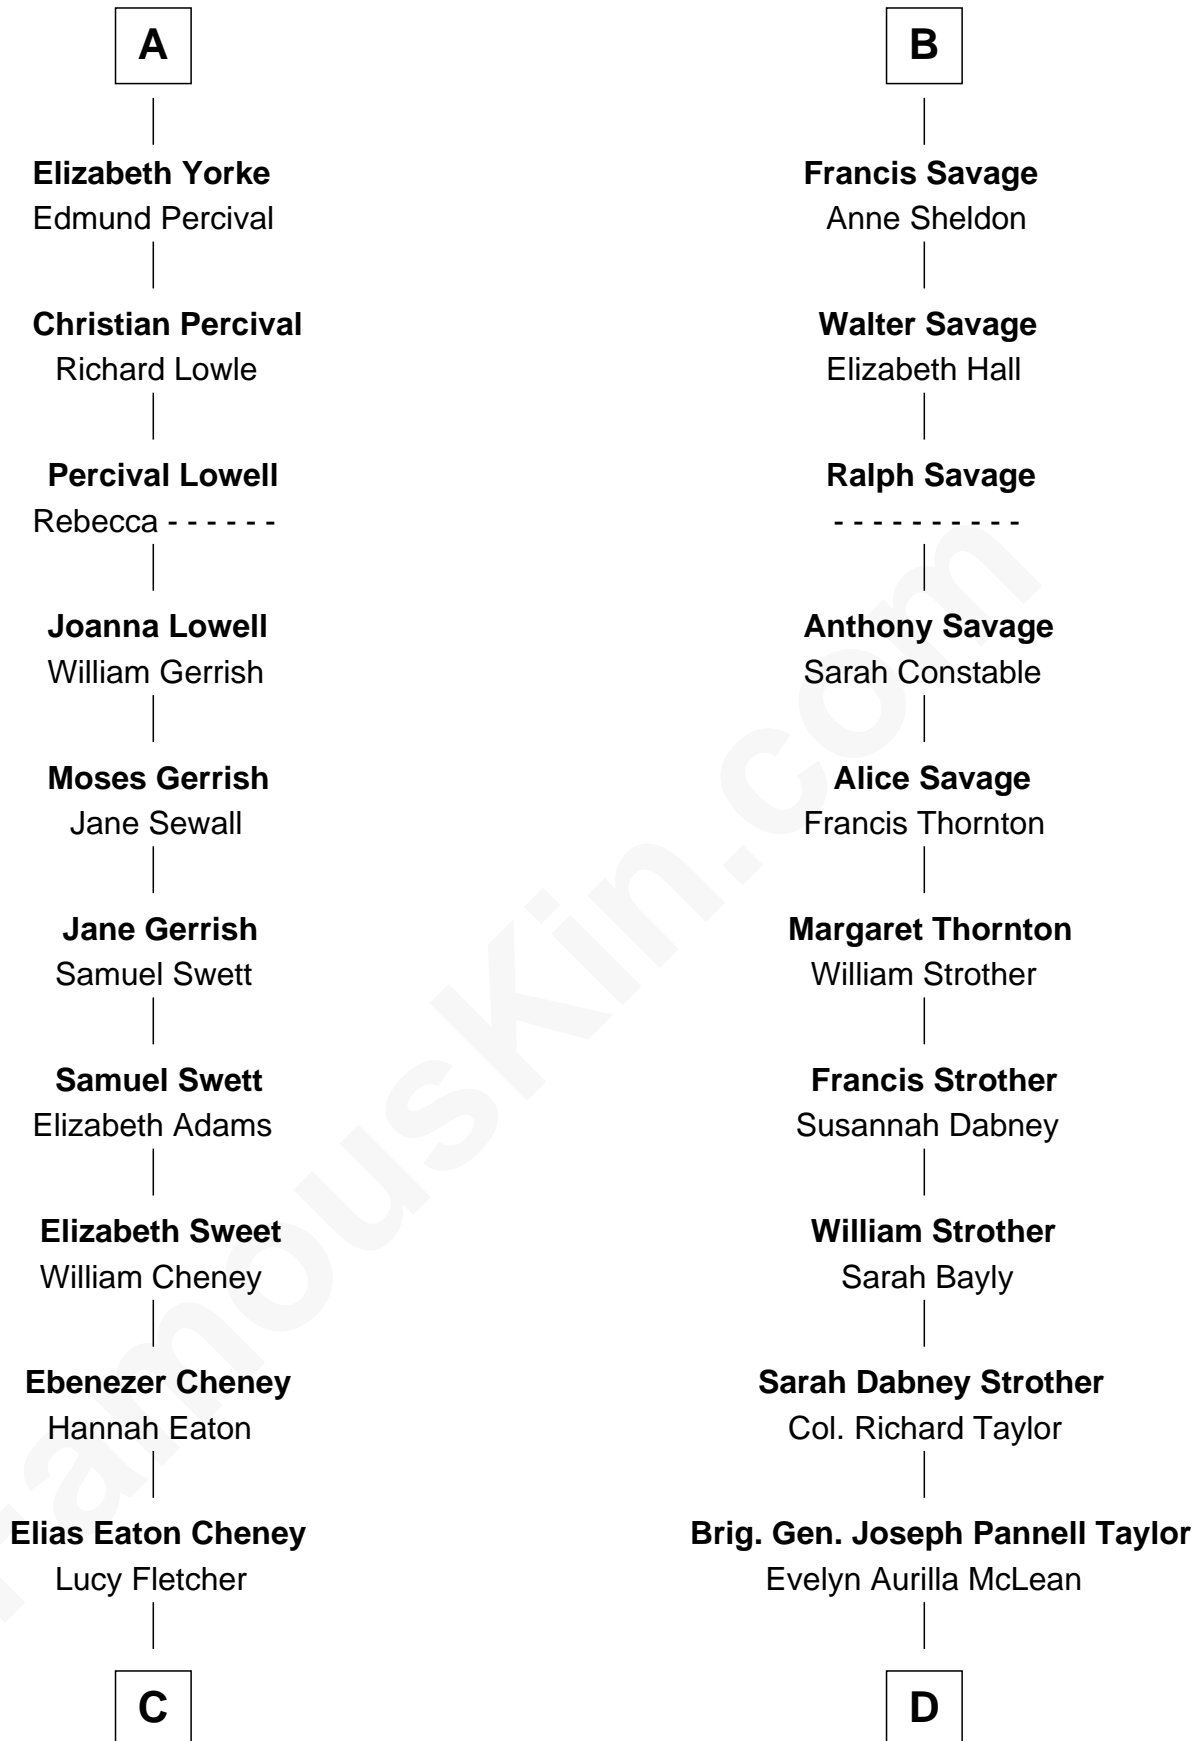 A
Elizabeth Yorke
Edmund Percival
Christian Percival
Richard Lowle
Percival Lowell
Rebecca - - - - - -
Joanna Lowell
William Gerrish
Moses Gerrish
Jane Sewall
Jane Gerrish
Samuel Swett
Samuel Swett
Elizabeth Adams
Elizabeth Sweet
William Cheney
Ebenezer Cheney
Hannah Eaton
Elias Eaton Cheney
Lucy Fletcher
C
B
Francis Savage
Anne Sheldon
Walter Savage
Elizabeth Hall
Ralph Savage
- - - - - - - - - -
Anthony Savage
Sarah Constable
Alice Savage
Francis Thornton
Margaret Thornton
William Strother
Francis Strother
Susannah Dabney
William Strother
Sarah Bayly
Sarah Dabney Strother
Col. Richard Taylor
Brig. Gen. Joseph Pannell Taylor
Evelyn Aurilla McLean
D
FamousKin.com